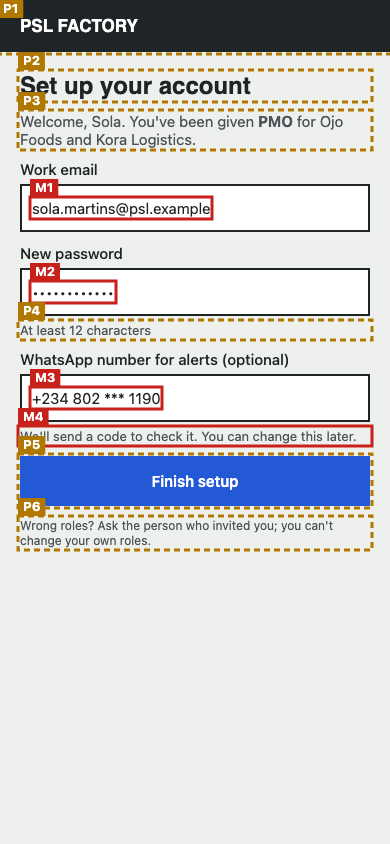 P1
PSL FACTORY
P2
Set up your account
P3
Welcome, Sola. You've been given PMO for Ojo
Foods and Kora Logistics.
Work email
M1
sola.martins@psl.example
New password
M2
••••••••••••
P4
At least 12 characters
WhatsApp number for alerts (optional)
M3
+234 802 *** 1190
M4
We'll send a code to check it. You can change this later.
P5
Finish setup
P6
Wrong roles? Ask the person who invited you; you can't
change your own roles.